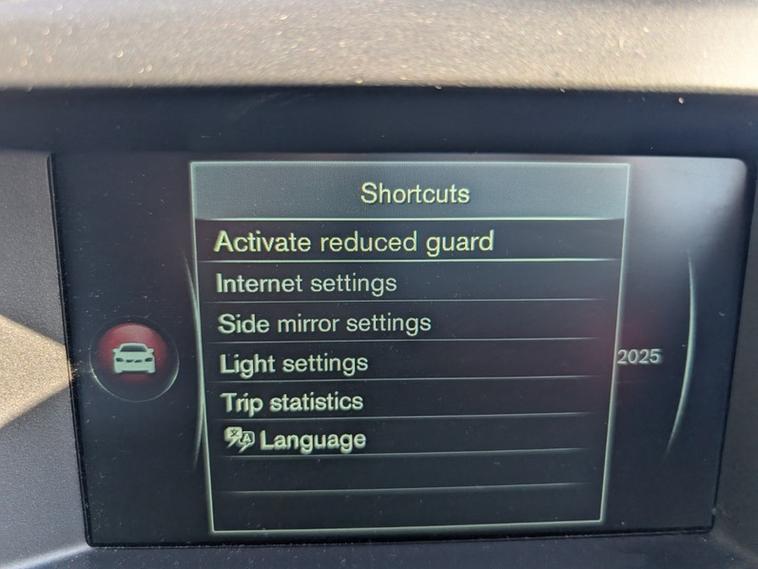 Shortcuts
Activate reduced guard
Internet settings
Side mirror settings
Light settings
2025
Trip statistics
Language